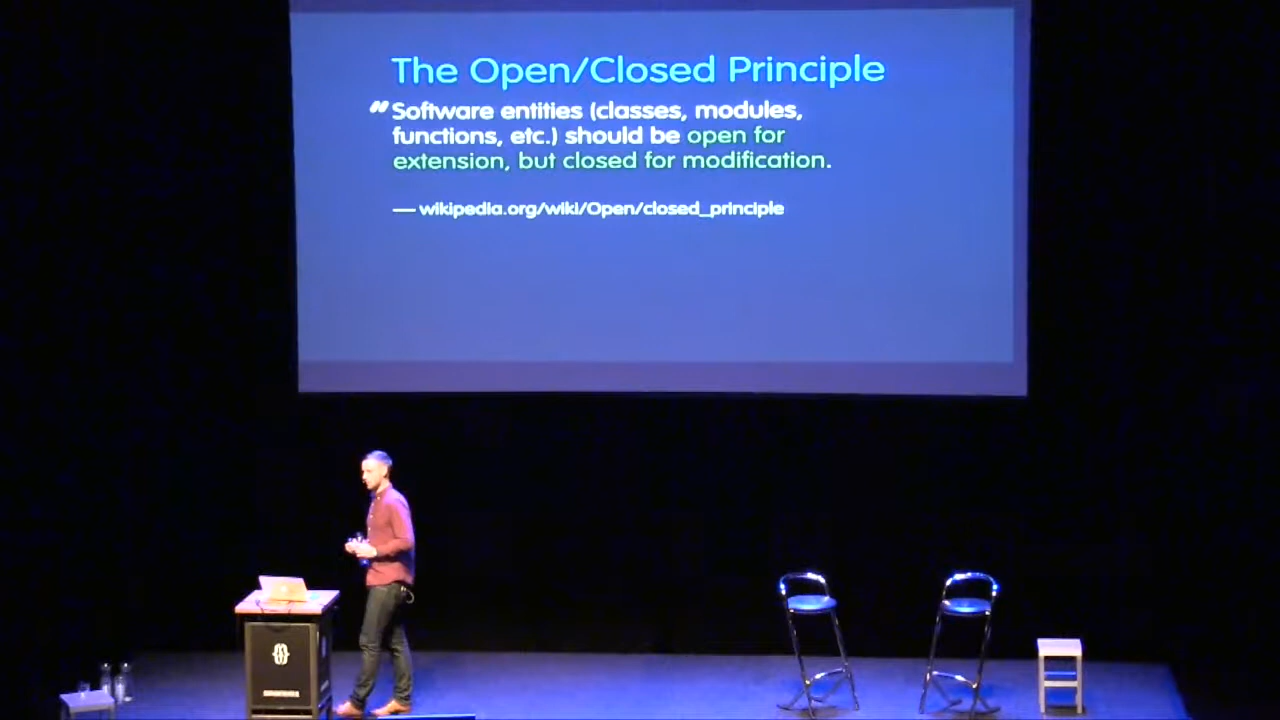 The Open/Closed Principle
“Software entities (classes, modules,
functions, etc.) should be open for
extension, but closed for modification.
— wikipedia.org/wiki/Open/closed_principle